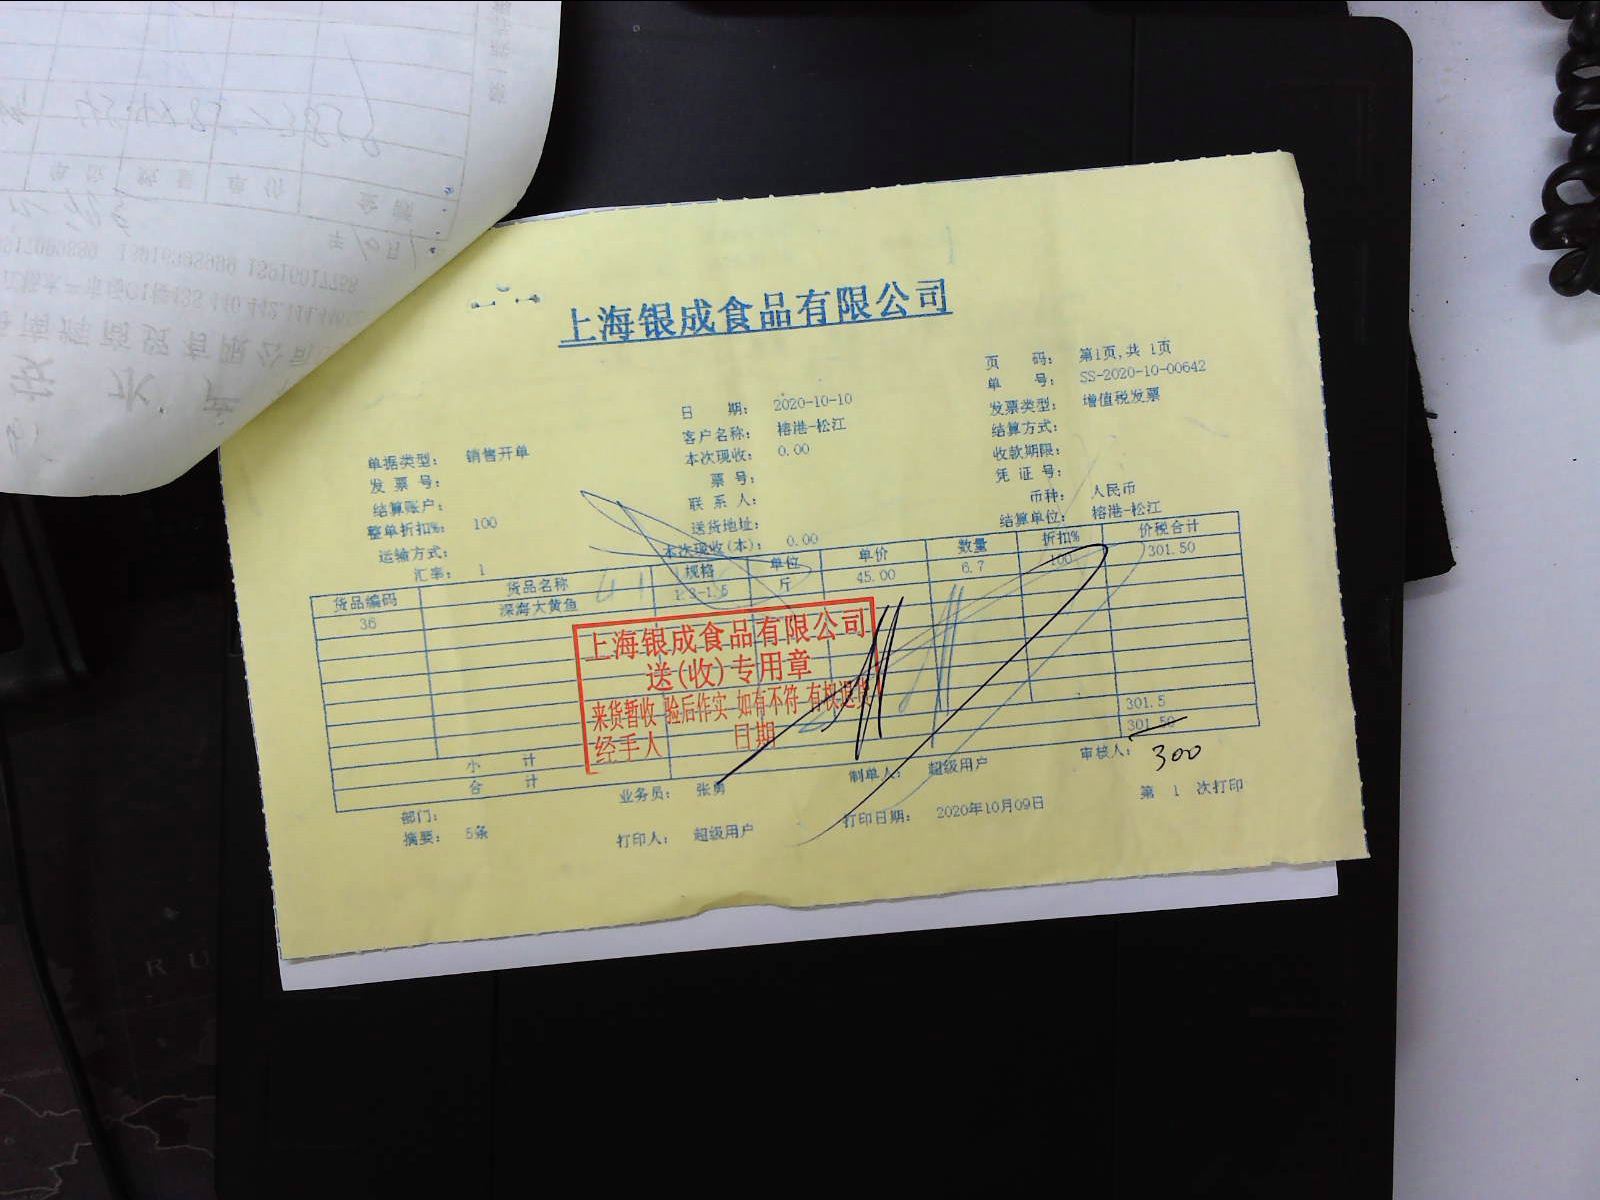 上海银成食品有限公司
页 码: 第1页,共 1页
单 号: SS-2020-10-00642
日 期: 2020-10-10
发票类型: 增值税发票
客户名称: 榕港-松江
结算方式:
单据类型: 销售开单
本次现收: 0.00
收款期限:
发 票 号:
票 号:
凭 证 号:
结算账户:
联 系 人:
币种: 人民币
整单折扣%: 100
送货地址:
结算单位: 榕港-松江
运输方式:
本次现收(本): 0.00
汇率: 1
货品编码 货品名称 规格 单位 单价 数量 折扣% 价税合计
36 深海大黄鱼 斤 45.00 6.7 100 301.50
上海银成食品有限公司
送(收)专用章
来货暂收 验后作实 如有不符 有权退货
经手人 日期
小 计 301.5
合 计 301.50
300
部门: 业务员: 张勇 制单人: 超级用户 审核人:
摘要: 5条 打印人: 超级用户 打印日期: 2020年10月09日 第 1 次打印